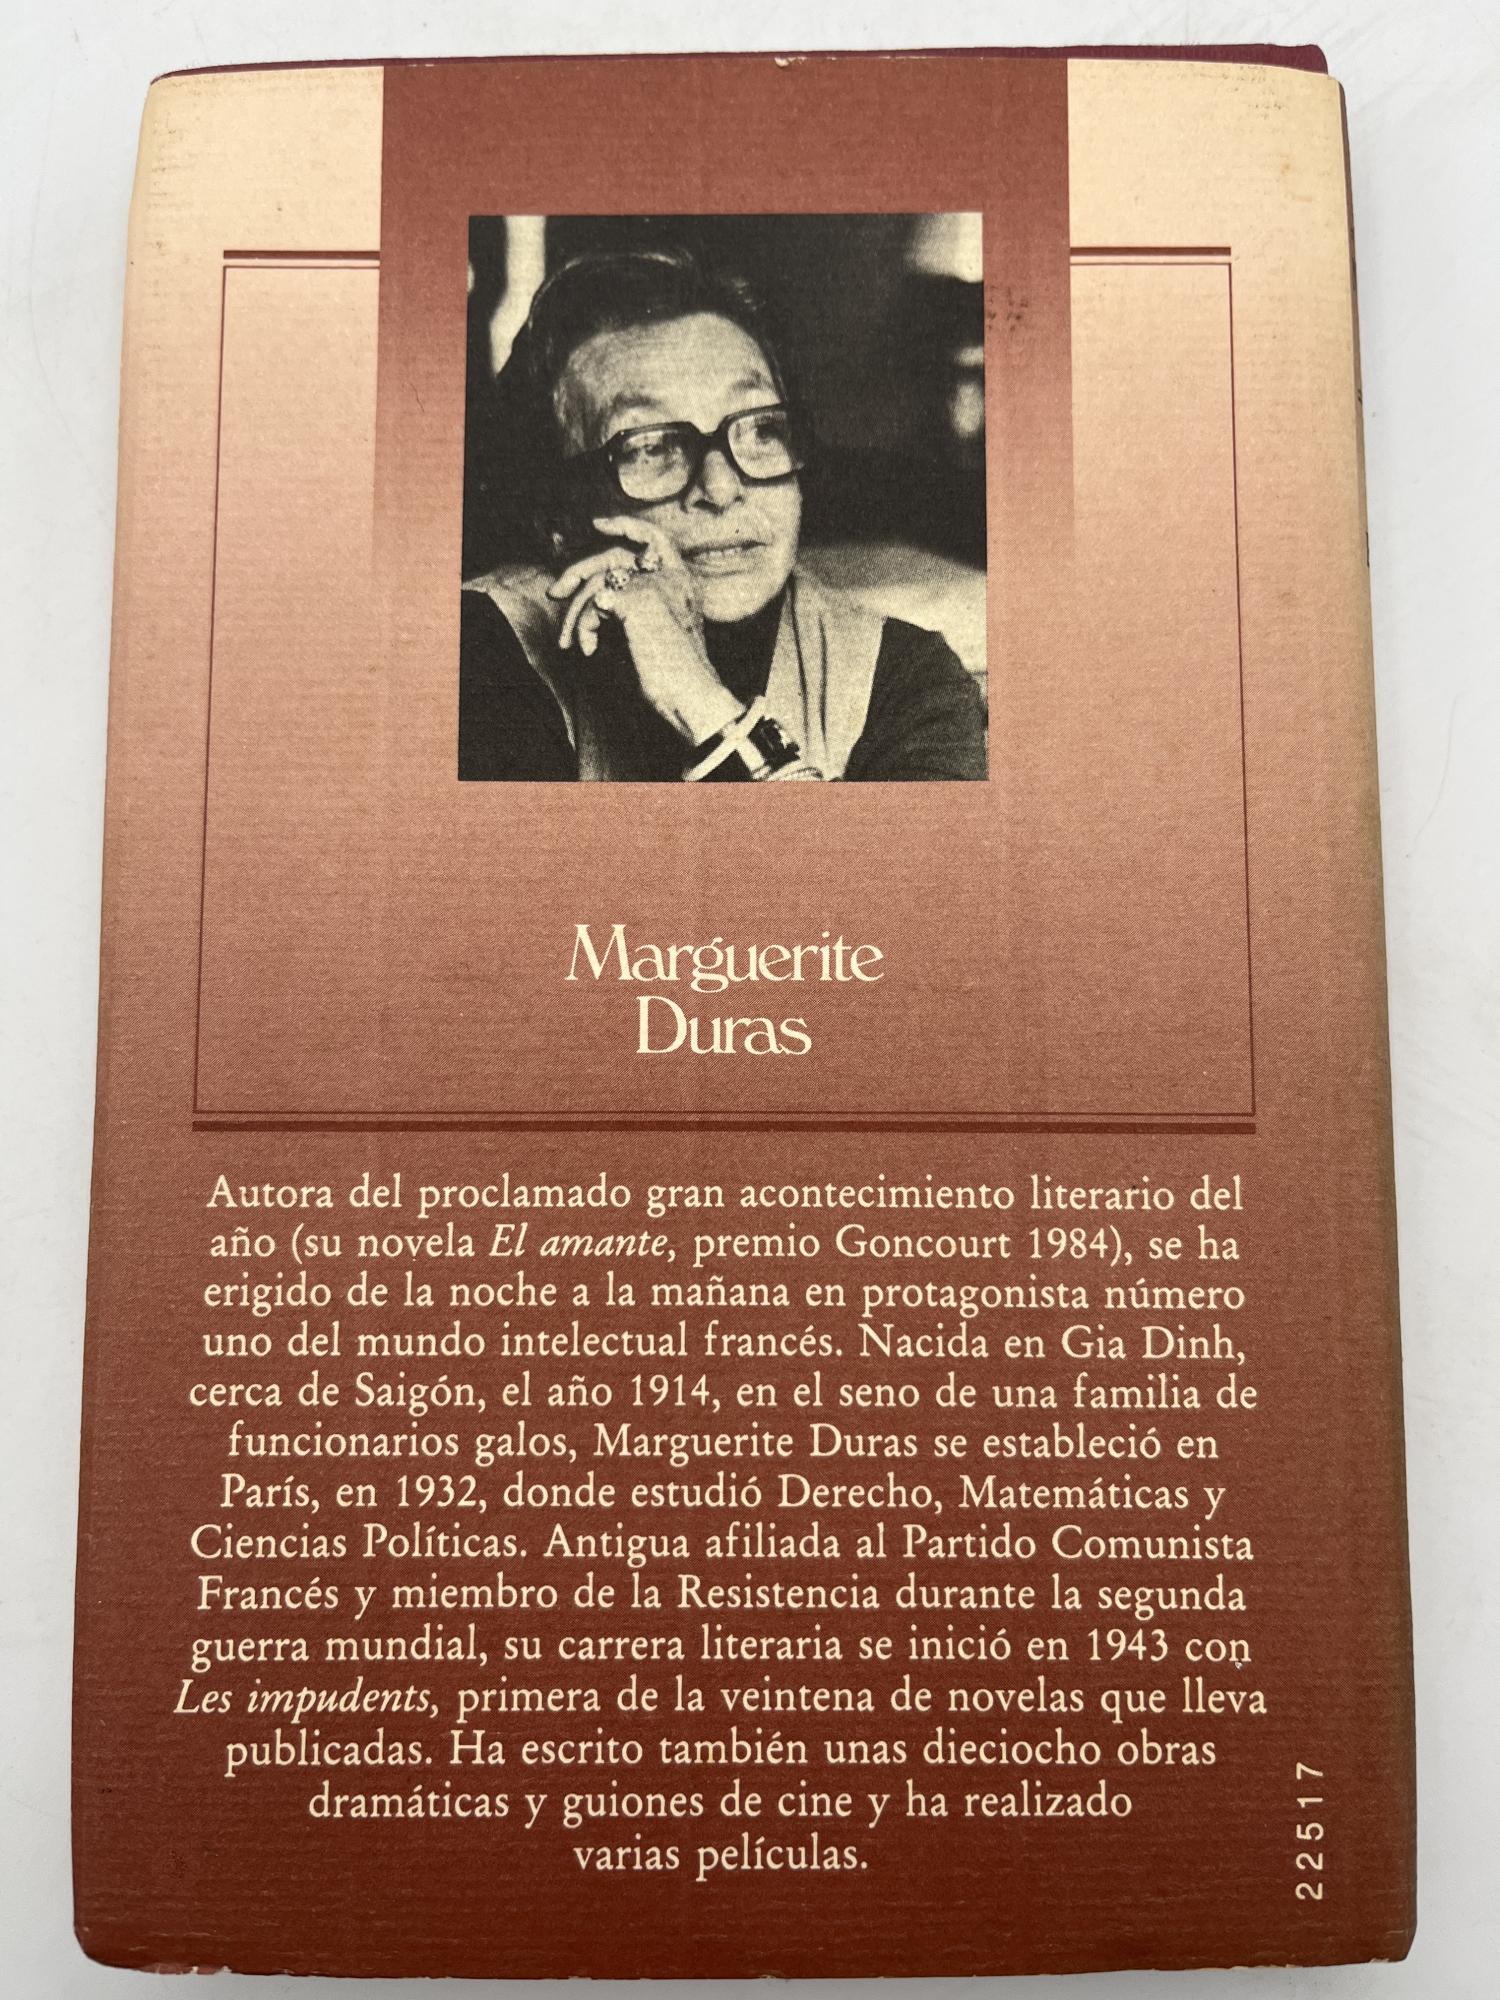 Marguerite
Duras
Autora del proclamado gran acontecimiento literario del
año (su novela El amante, premio Goncourt 1984), se ha
erigido de la noche a la mañana en protagonista número
uno del mundo intelectual francés. Nacida en Gia Dinh,
cerca de Saigón, el año 1914, en el seno de una familia de
funcionarios galos, Marguerite Duras se estableció en
París, en 1932, donde estudió Derecho, Matemáticas y
Ciencias Políticas. Antigua afiliada al Partido Comunista
Francés y miembro de la Resistencia durante la segunda
guerra mundial, su carrera literaria se inició en 1943 con
Les impudents, primera de la veintena de novelas que lleva
publicadas. Ha escrito también unas dieciocho obras
dramáticas y guiones de cine y ha realizado
varias películas.
22517